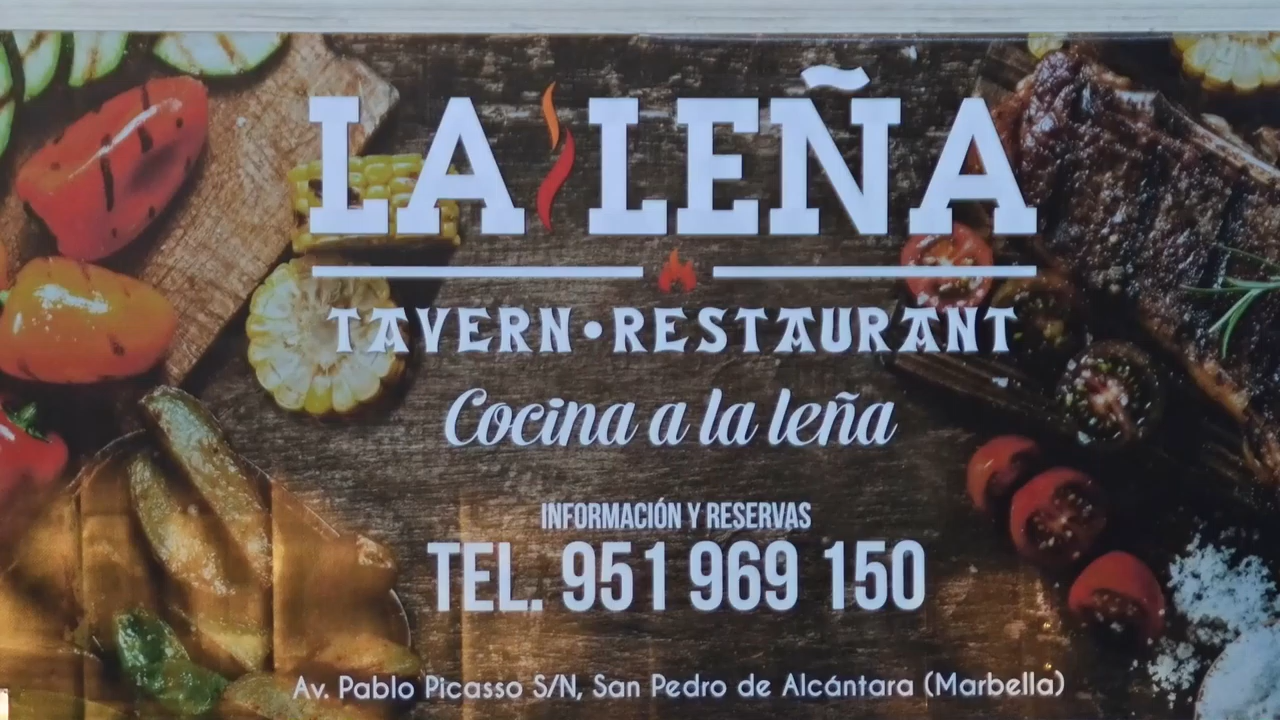 LA LEÑA
TAVERN•RESTAURANT
Cocina a la leña
INFORMACIÓN Y RESERVAS
TEL. 951 969 150
Av. Pablo Picasso S/N, San Pedro de Alcántara (Marbella)